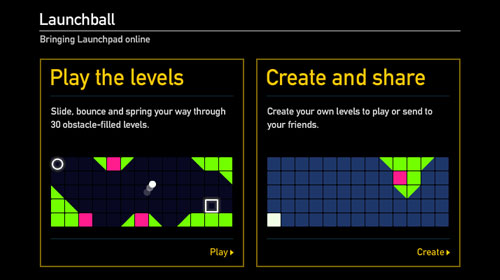 Launchball
Bringing Launchpad online
Play the levels
Slide, bounce and spring your way through
30 obstacle-filled levels.
Play
Create and share
Create your own levels to play or send to
your friends.
Create